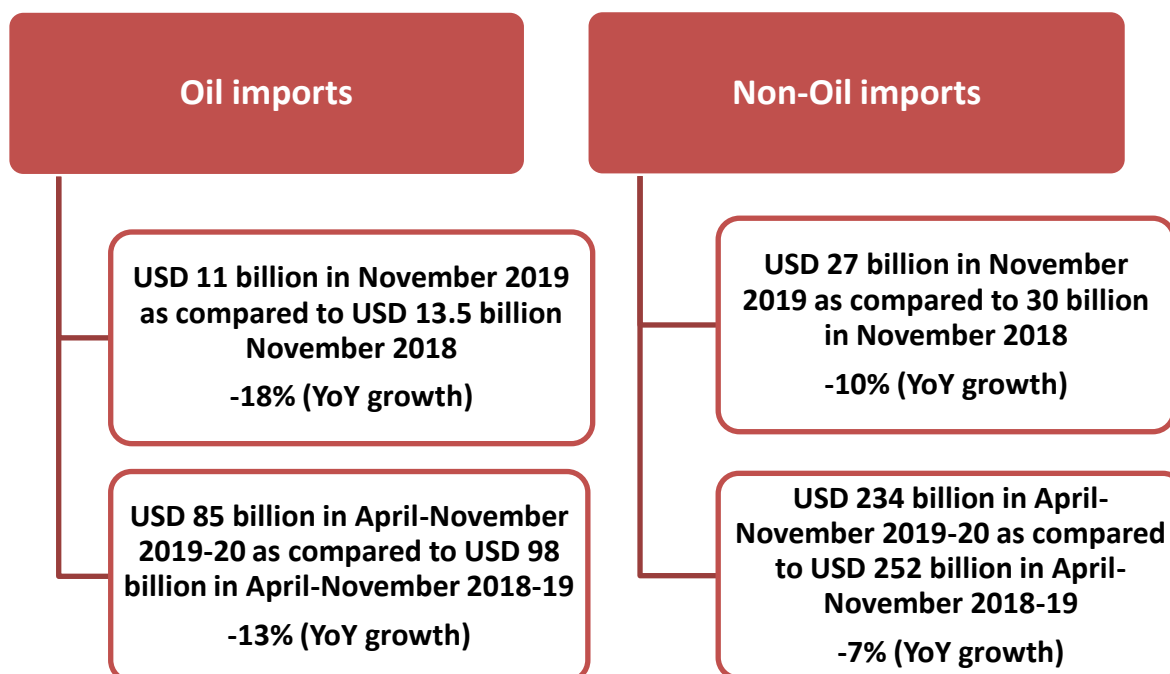 Oil imports
USD 11 billion in November 2019
as compared to USD 13.5 billion
November 2018
-18% (YoY growth)
USD 85 billion in April-November
2019-20 as compared to USD 98
billion in April-November 2018-19
-13% (YoY growth)
Non-Oil imports
USD 27 billion in November
2019 as compared to 30 billion
in November 2018
-10% (YoY growth)
USD 234 billion in April-
November 2019-20 as compared
to USD 252 billion in April-
November 2018-19
-7% (YoY growth)